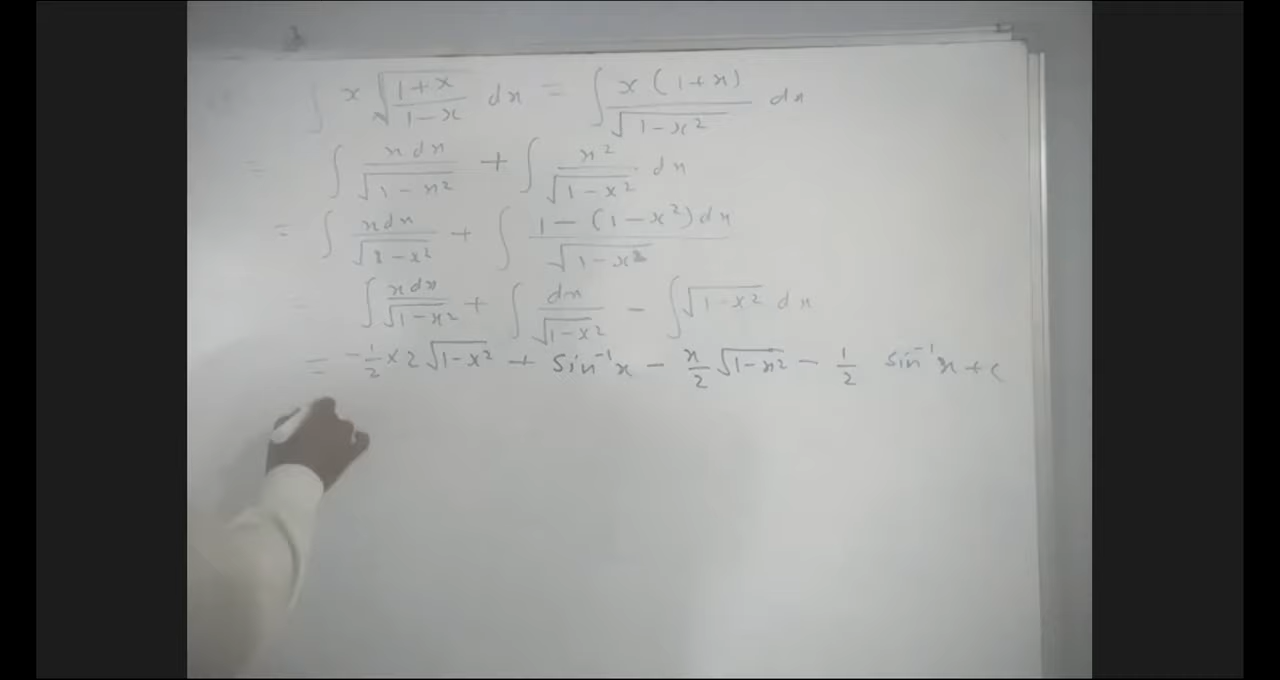 ∫ x √((1+x)/(1-x)) dx = ∫ x(1+x)/√(1-x²) dx
= ∫ x dx/√(1-x²) + ∫ x²/√(1-x²) dx
= ∫ x dx/√(1-x²) + ∫ 1-(1-x²) dx/√(1-x²)
= ∫ x dx/√(1-x²) + ∫ dx/√(1-x²) - ∫ √(1-x²) dx
= -1/2 × 2 √(1-x²) + sin⁻¹x - x/2 √(1-x²) - 1/2 sin⁻¹x + c